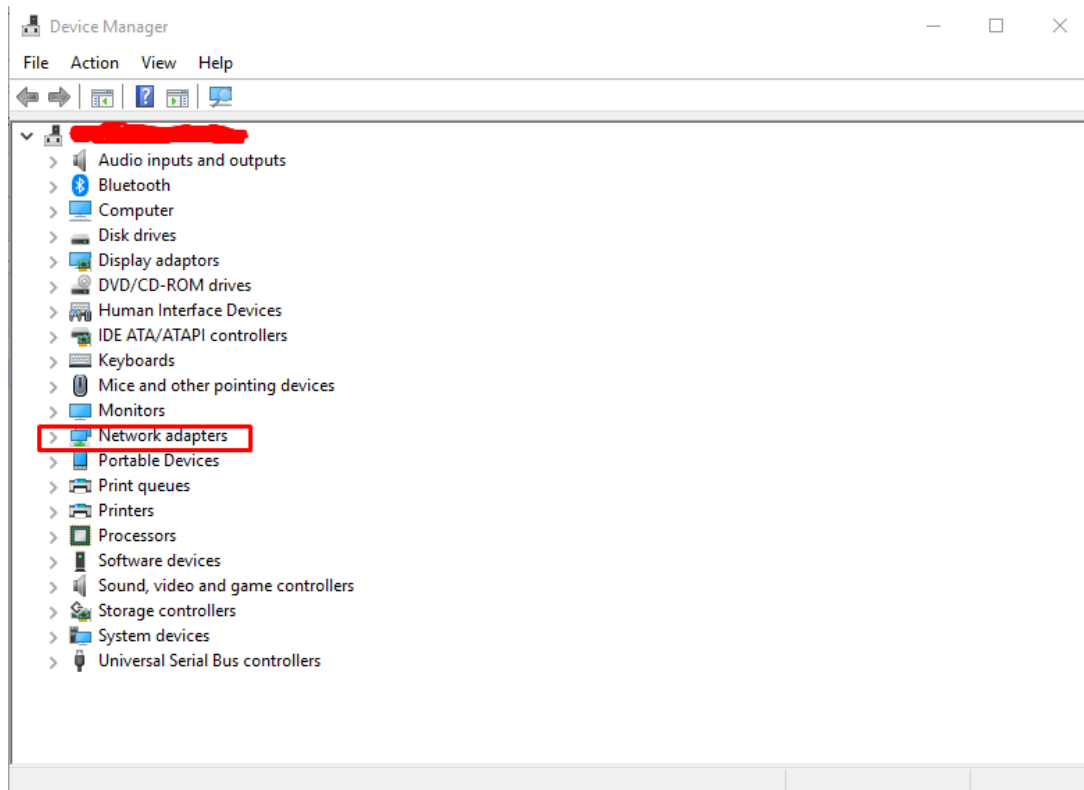 Device Manager
File Action View Help
Audio inputs and outputs
Bluetooth
Computer
Disk drives
Display adaptors
DVD/CD-ROM drives
Human Interface Devices
IDE ATA/ATAPI controllers
Keyboards
Mice and other pointing devices
Monitors
Network adapters
Portable Devices
Print queues
Printers
Processors
Software devices
Sound, video and game controllers
Storage controllers
System devices
Universal Serial Bus controllers